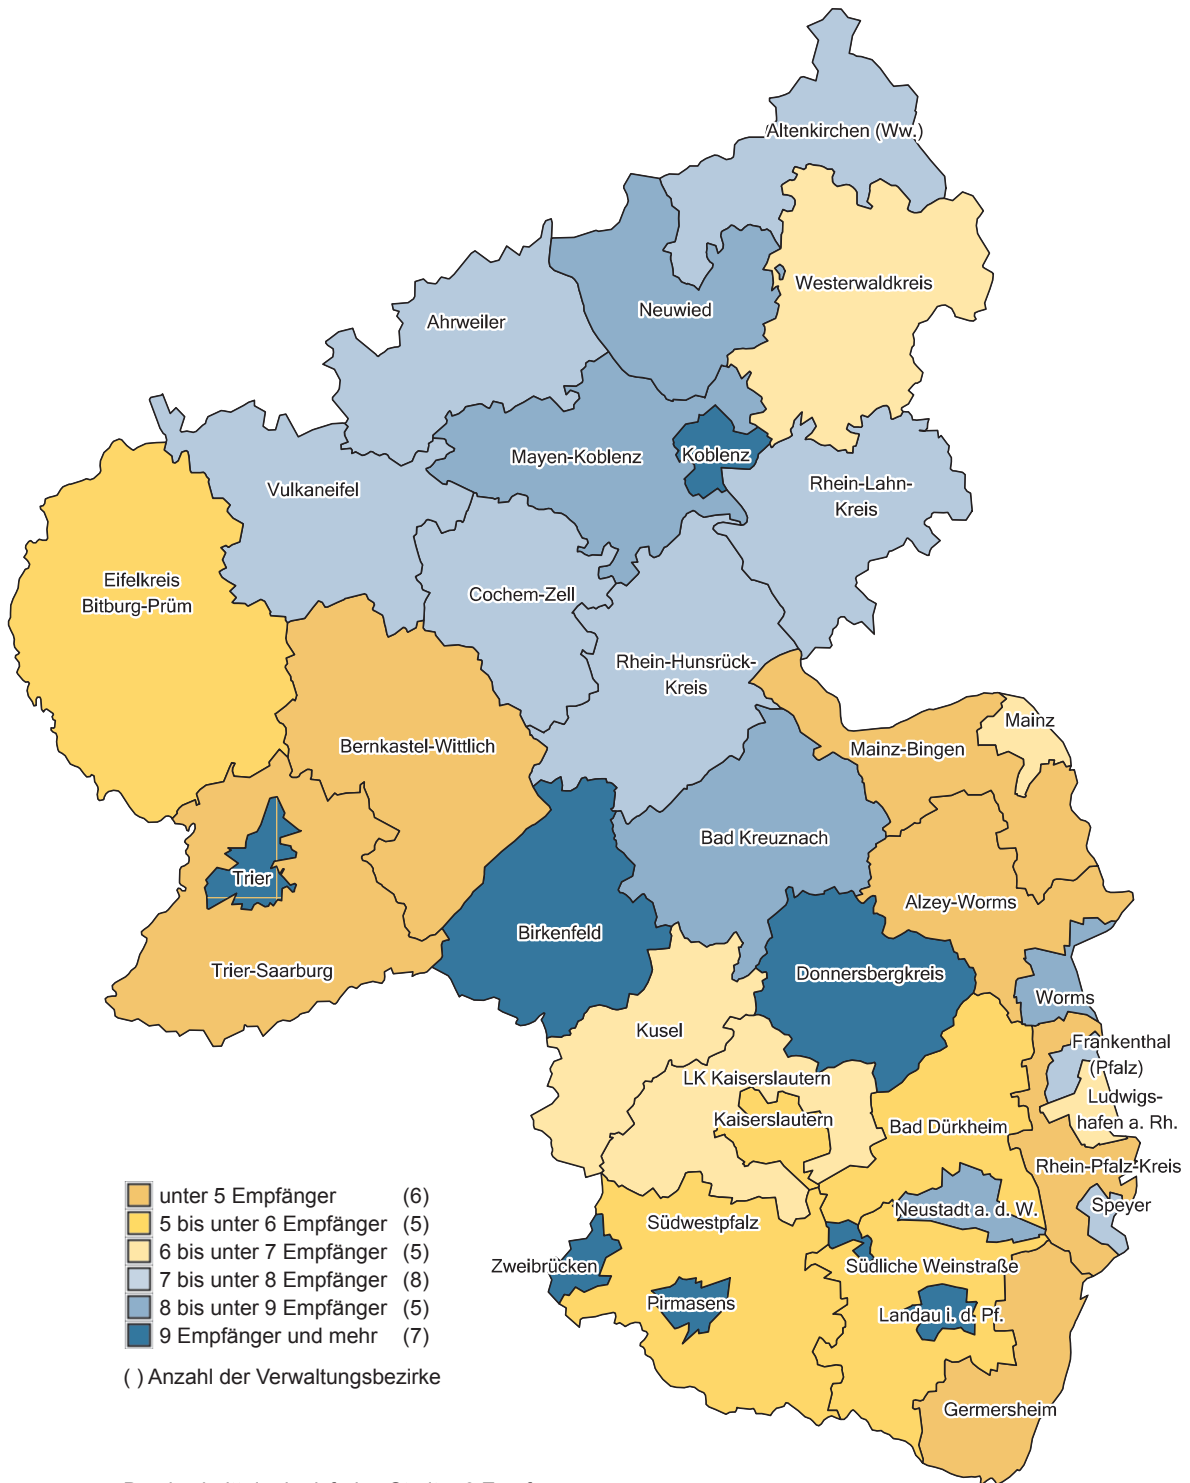 Altenkirchen (Ww.)
Westerwaldkreis
Neuwied
Ahrweiler
Mayen-Koblenz
Koblenz
Rhein-Lahn-
Kreis
Vulkaneifel
Eifelkreis
Bitburg-Prüm
Cochem-Zell
Rhein-Hunsrück-
Kreis
Mainz
Mainz-Bingen
Bernkastel-Wittlich
Bad Kreuznach
Trier
Alzey-Worms
Birkenfeld
Trier-Saarburg
Donnersbergkreis
Worms
Kusel
Frankenthal
(Pfalz)
LK Kaiserslautern
Ludwigs-
hafen a. Rh.
Kaiserslautern
Bad Dürkheim
Rhein-Pfalz-Kreis
Speyer
Neustadt a. d. W.
Südwestpfalz
Zweibrücken
Südliche Weinstraße
Pirmasens
Landau i. d. Pf.
Germersheim
unter 5 Empfänger (6)
5 bis unter 6 Empfänger (5)
6 bis unter 7 Empfänger (5)
7 bis unter 8 Empfänger (8)
8 bis unter 9 Empfänger (5)
9 Empfänger und mehr (7)
( ) Anzahl der Verwaltungsbezirke